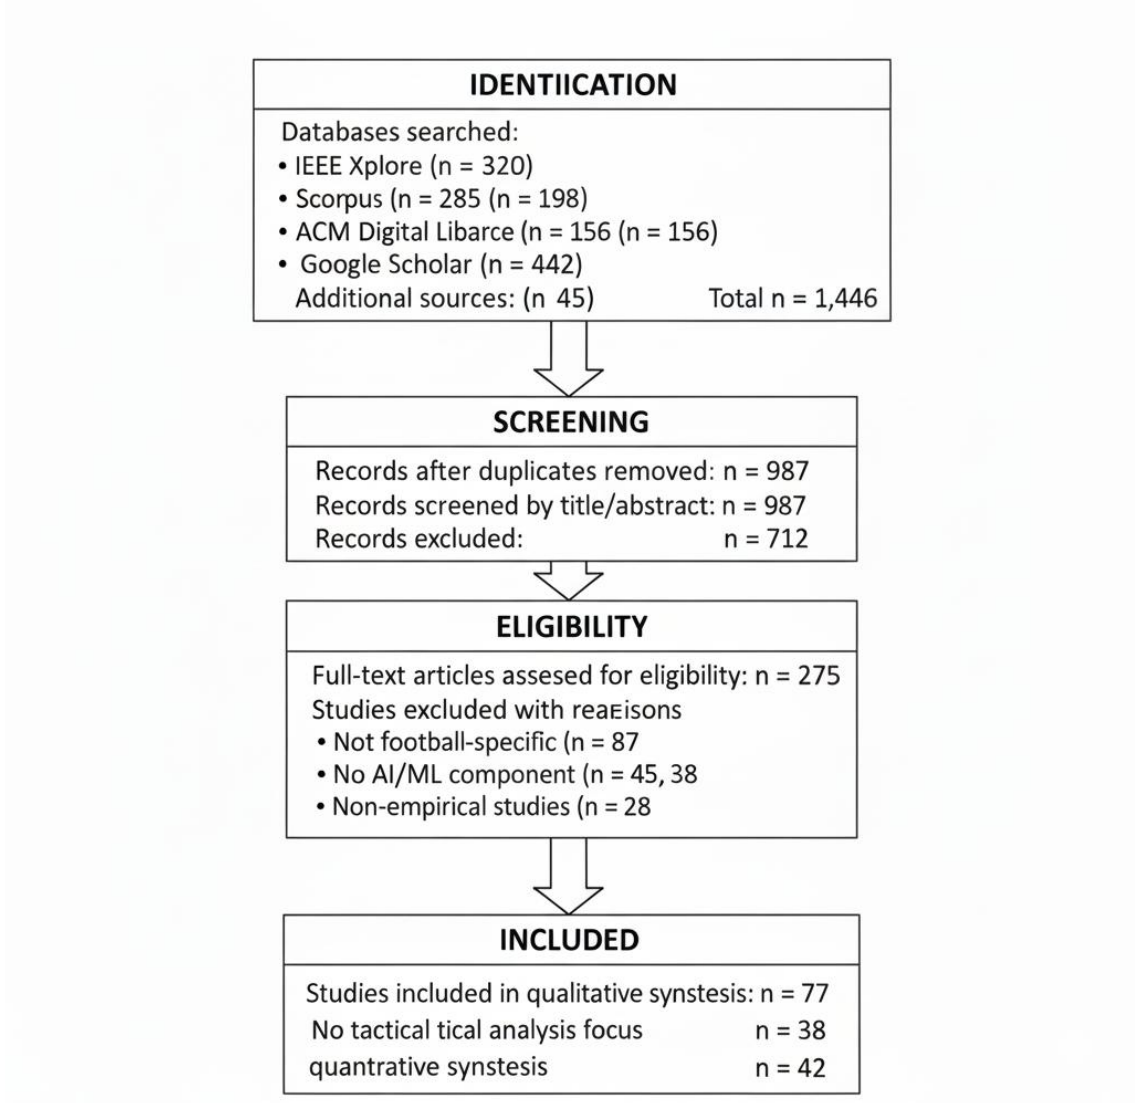 IDENTIICATION
Databases searched:
• IEEE Xplore (n = 320)
• Scorpus (n = 285 (n = 198)
• ACM Digital Libarce (n = 156 (n = 156)
• Google Scholar (n = 442)
Additional sources: (n 45) Total n = 1,446
SCREENING
Records after duplicates removed: n = 987
Records screened by title/abstract: n = 987
Records excluded: n = 712
ELIGIBILITY
Full-text articles assesed for eligibility: n = 275
Studies excluded with reaEisons
• Not football-specific (n = 87
• No AI/ML component (n = 45, 38
• Non-empirical studies (n = 28
INCLUDED
Studies included in qualitative synstesis: n = 77
No tactical tical analysis focus n = 38
quantrative synstesis n = 42